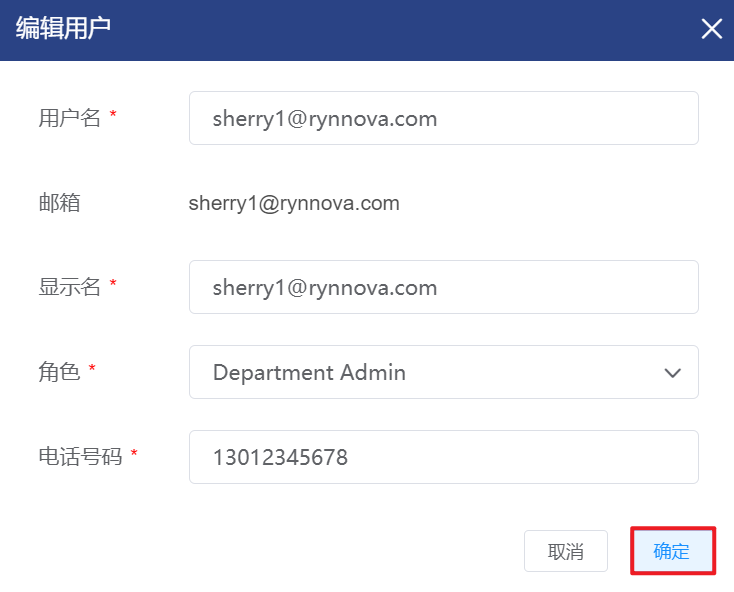 编辑用户
用户名 * sherry1@rynnova.com
邮箱 sherry1@rynnova.com
显示名 * sherry1@rynnova.com
角色 * Department Admin
电话号码 * 13012345678
取消 确定